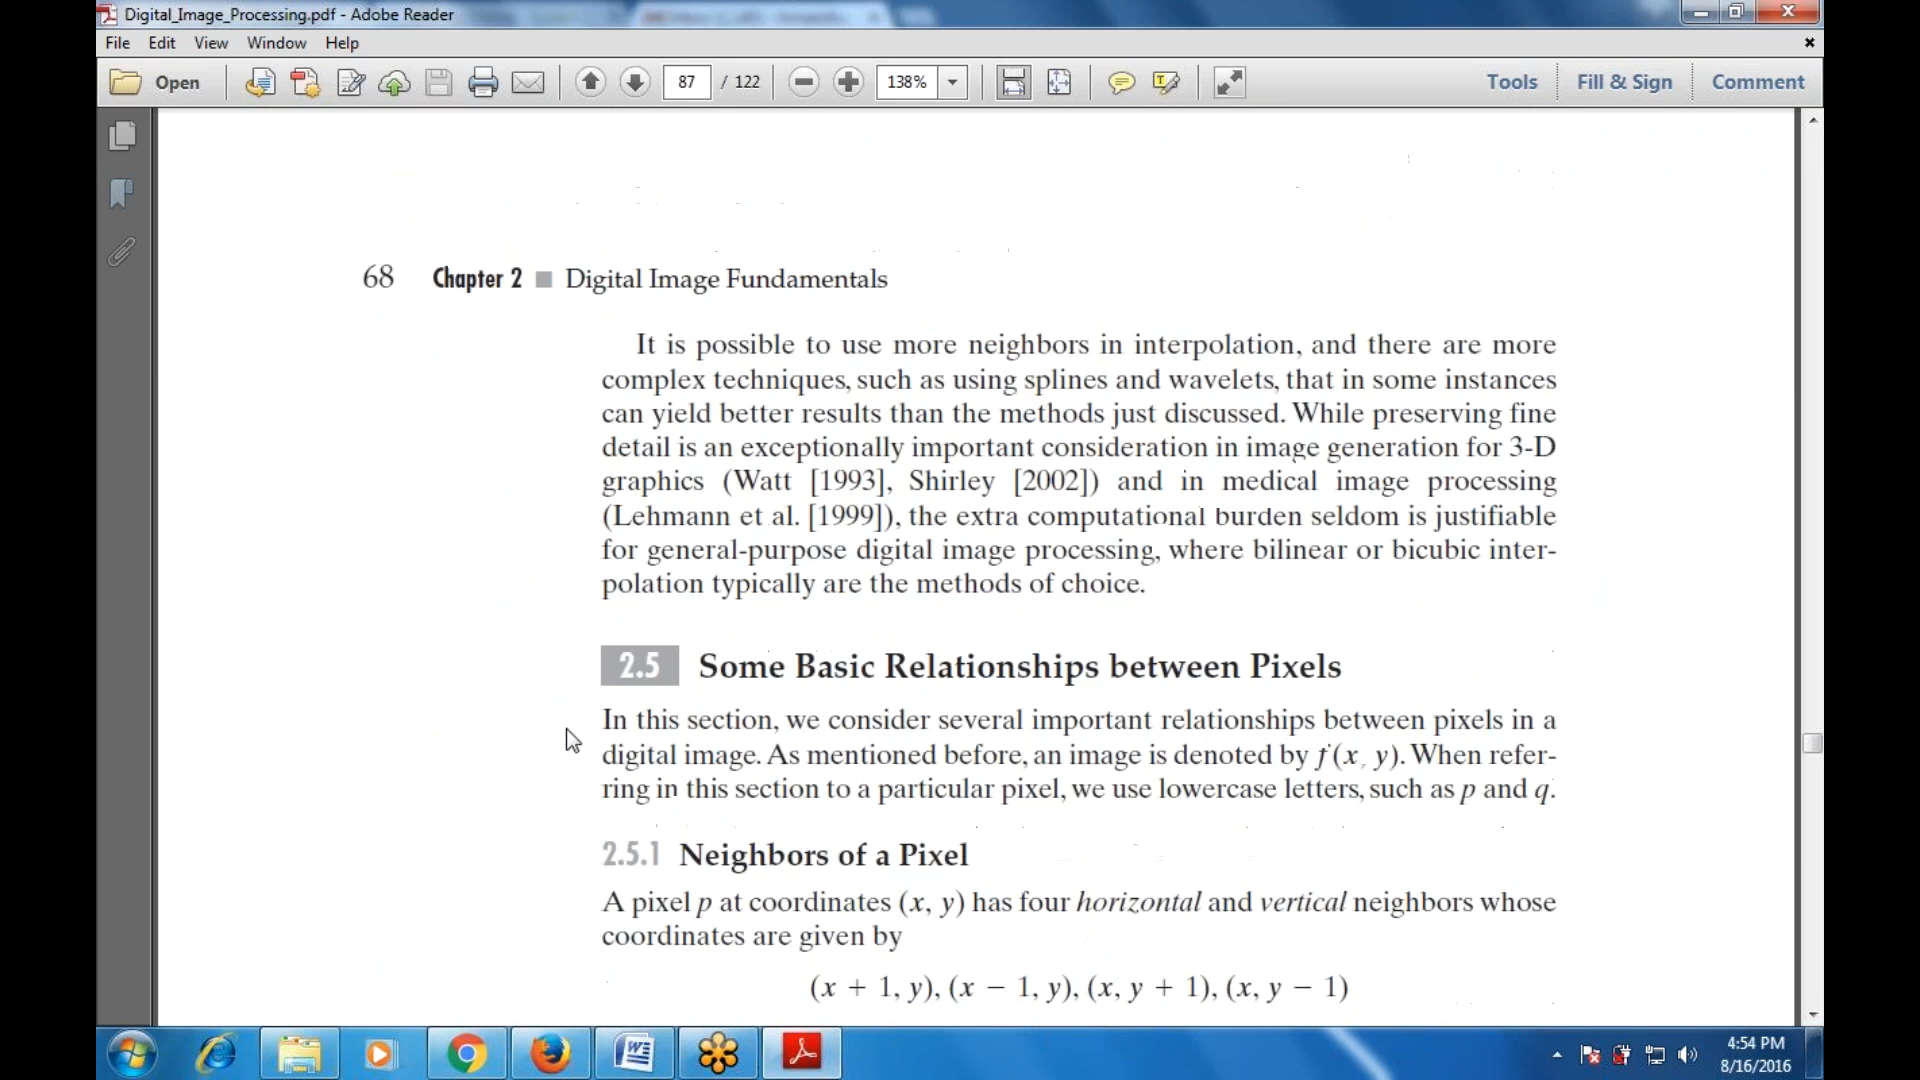 Digital_Image_Processing.pdf - Adobe Reader
File Edit View Window Help
Open 87 / 122 138% Tools Fill & Sign Comment
68 Chapter 2 ■ Digital Image Fundamentals
It is possible to use more neighbors in interpolation, and there are more
complex techniques, such as using splines and wavelets, that in some instances
can yield better results than the methods just discussed. While preserving fine
detail is an exceptionally important consideration in image generation for 3-D
graphics (Watt [1993], Shirley [2002]) and in medical image processing
(Lehmann et al. [1999]), the extra computational burden seldom is justifiable
for general-purpose digital image processing, where bilinear or bicubic inter-
polation typically are the methods of choice.
2.5 Some Basic Relationships between Pixels
In this section, we consider several important relationships between pixels in a
digital image. As mentioned before, an image is denoted by f(x, y). When refer-
ring in this section to a particular pixel, we use lowercase letters, such as p and q.
2.5.1 Neighbors of a Pixel
A pixel p at coordinates (x, y) has four horizontal and vertical neighbors whose
coordinates are given by
(x + 1, y), (x − 1, y), (x, y + 1), (x, y − 1)
4:54 PM
8/16/2016